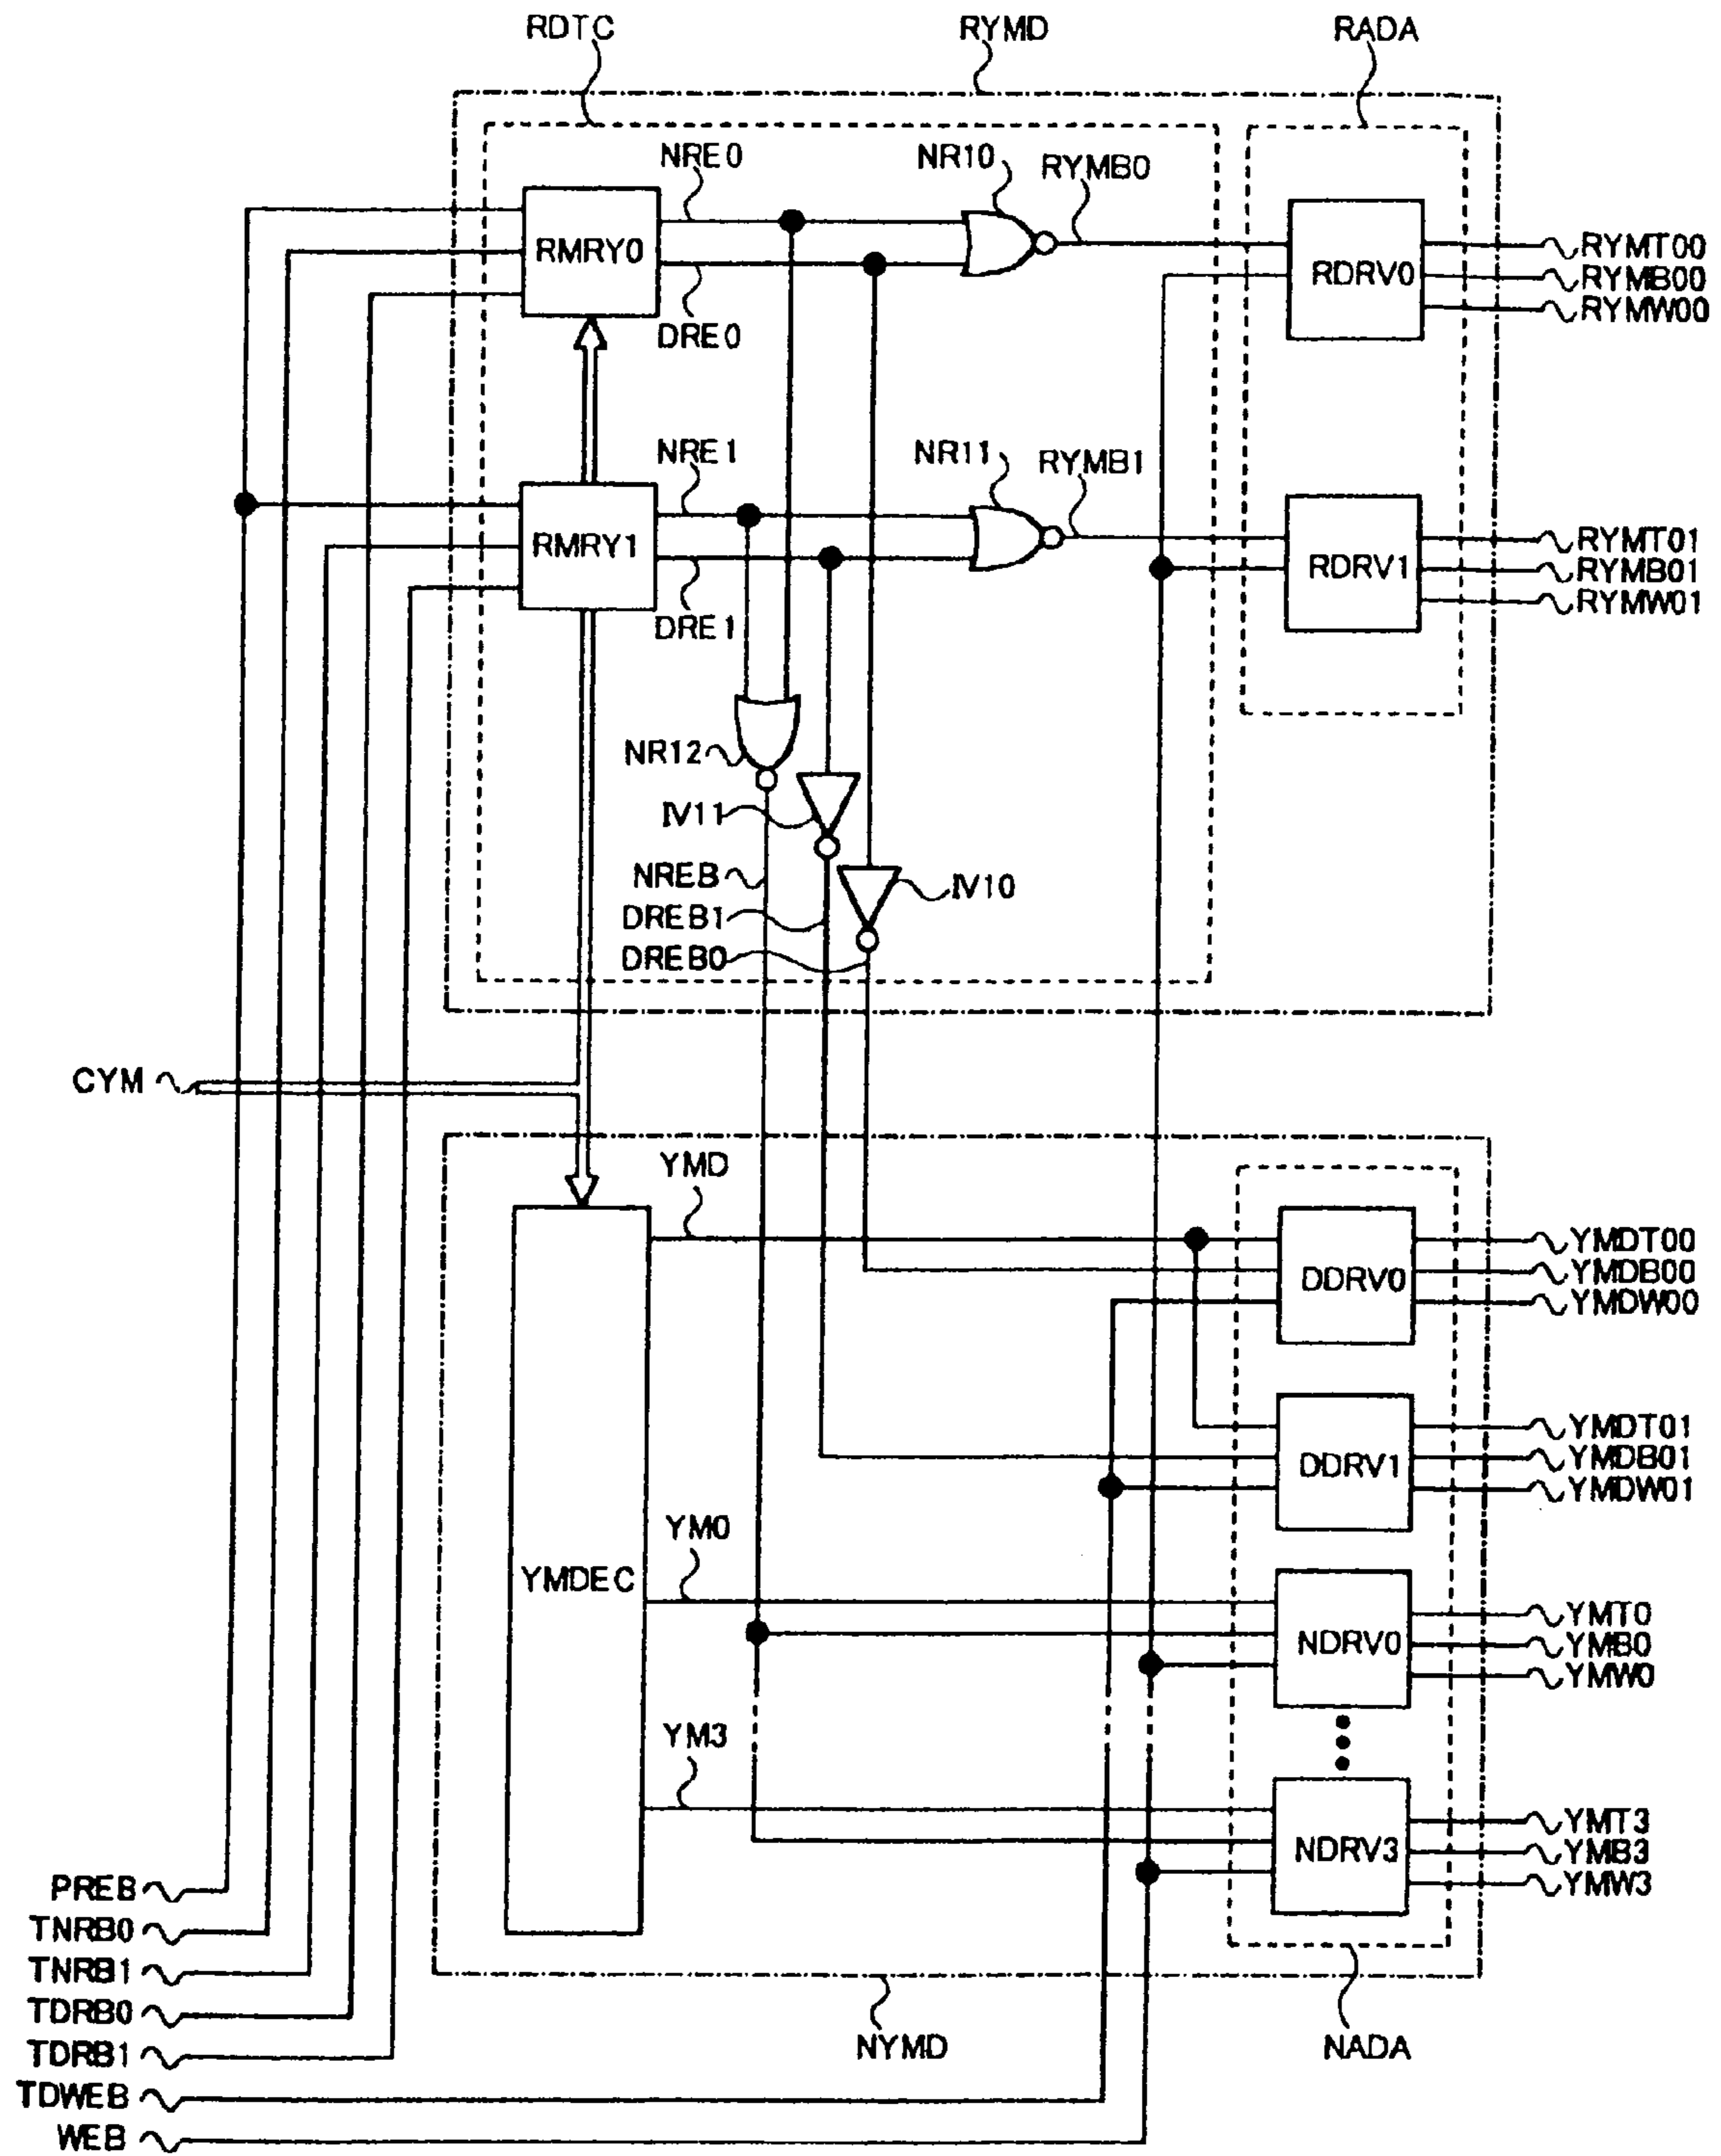 RDTC
RYMD
RADA
NRE0
NR10
RYMB0
RMRY0
RDRV0
RYMT00
RYMB00
RYMW00
DRE0
NRE1
NR11
RYMB1
RMRY1
RDRV1
RYMT01
RYMB01
RYMW01
DRE1
NR12
IV11
NREB
IV10
DREB1
DREB0
CYM
YMD
DDRV0
YMDT00
YMDB00
YMDW00
DDRV1
YMDT01
YMDB01
YMDW01
YM0
YMDEC
NDRV0
YMT0
YMB0
YMW0
YM3
NDRV3
YMT3
YMB3
YMW3
PREB
TNRB0
TNRB1
TDRB0
TDRB1
TDWEB
WEB
NYMD
NADA